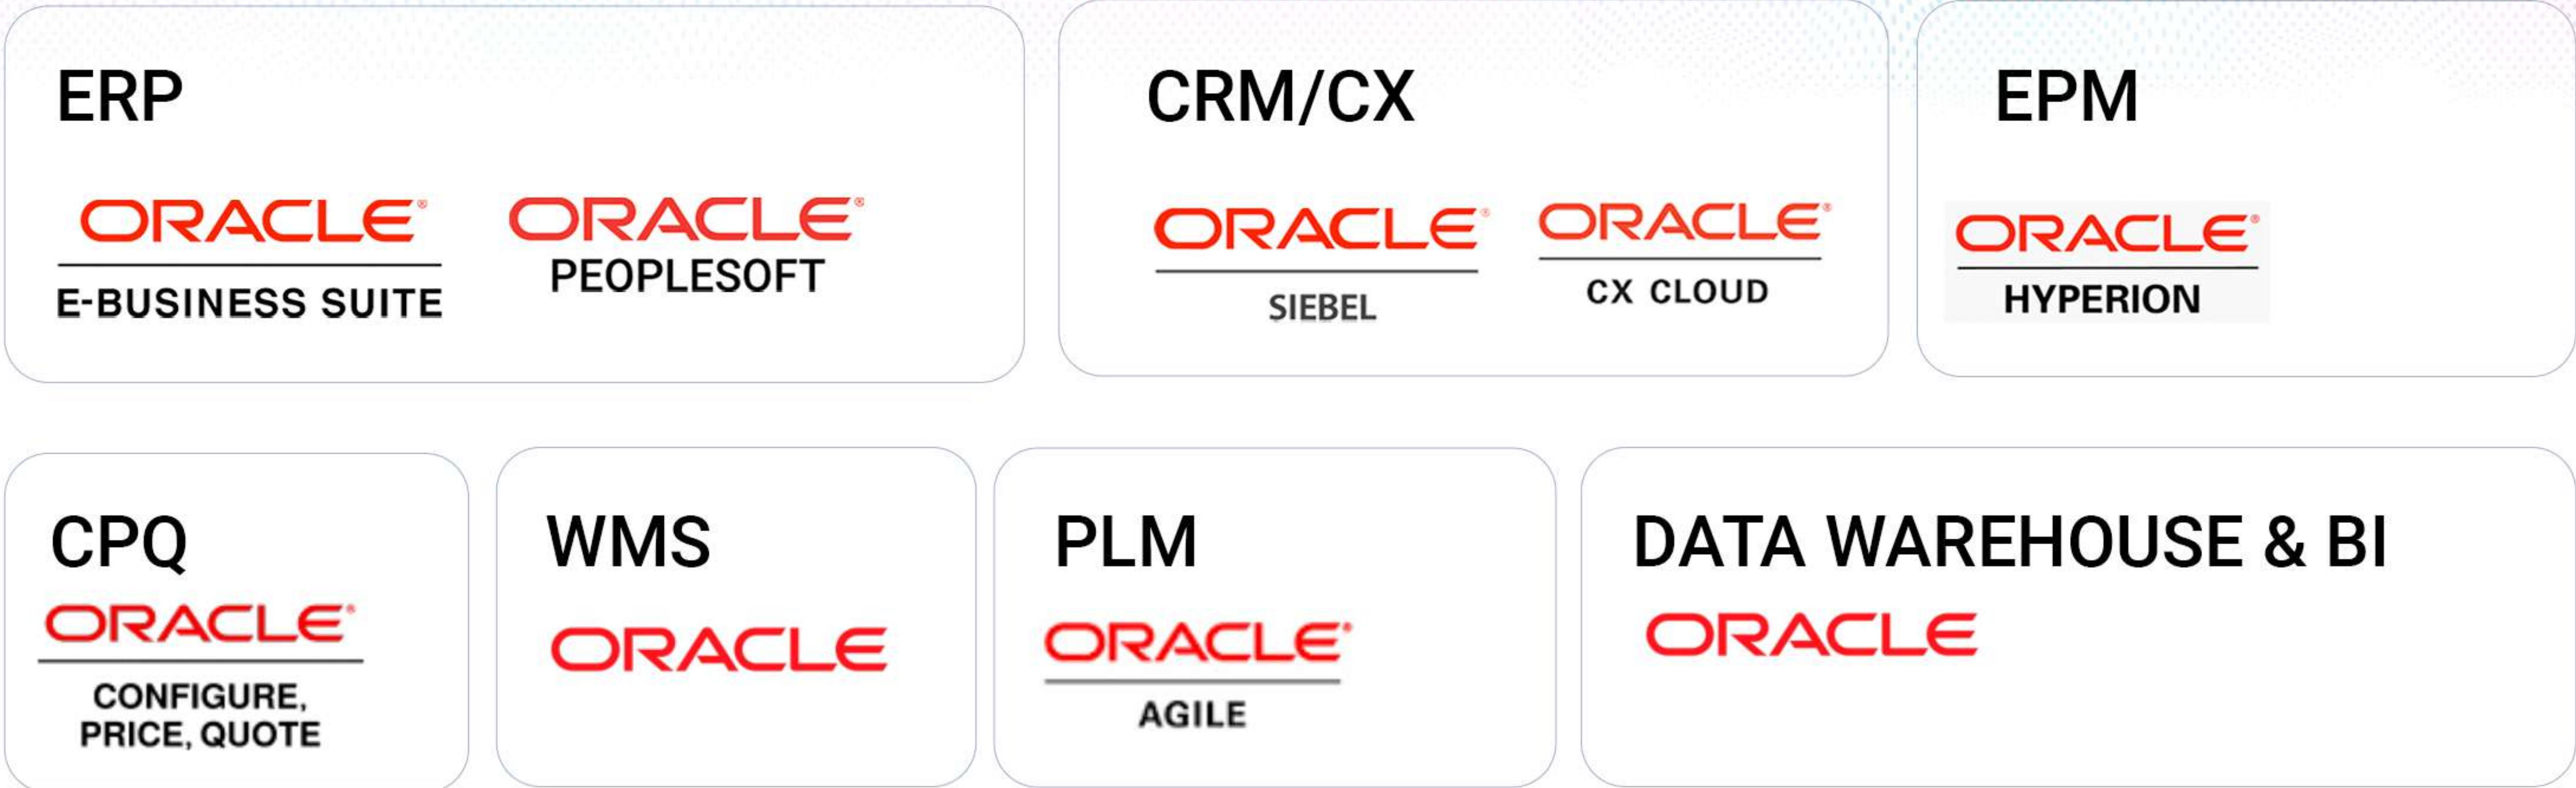 ERP
ORACLE®
E-BUSINESS SUITE
ORACLE®
PEOPLESOFT
CRM/CX
ORACLE®
SIEBEL
ORACLE®
CX CLOUD
EPM
ORACLE®
HYPERION
CPQ
ORACLE®
CONFIGURE,
PRICE, QUOTE
WMS
ORACLE
PLM
ORACLE®
AGILE
DATA WAREHOUSE & BI
ORACLE